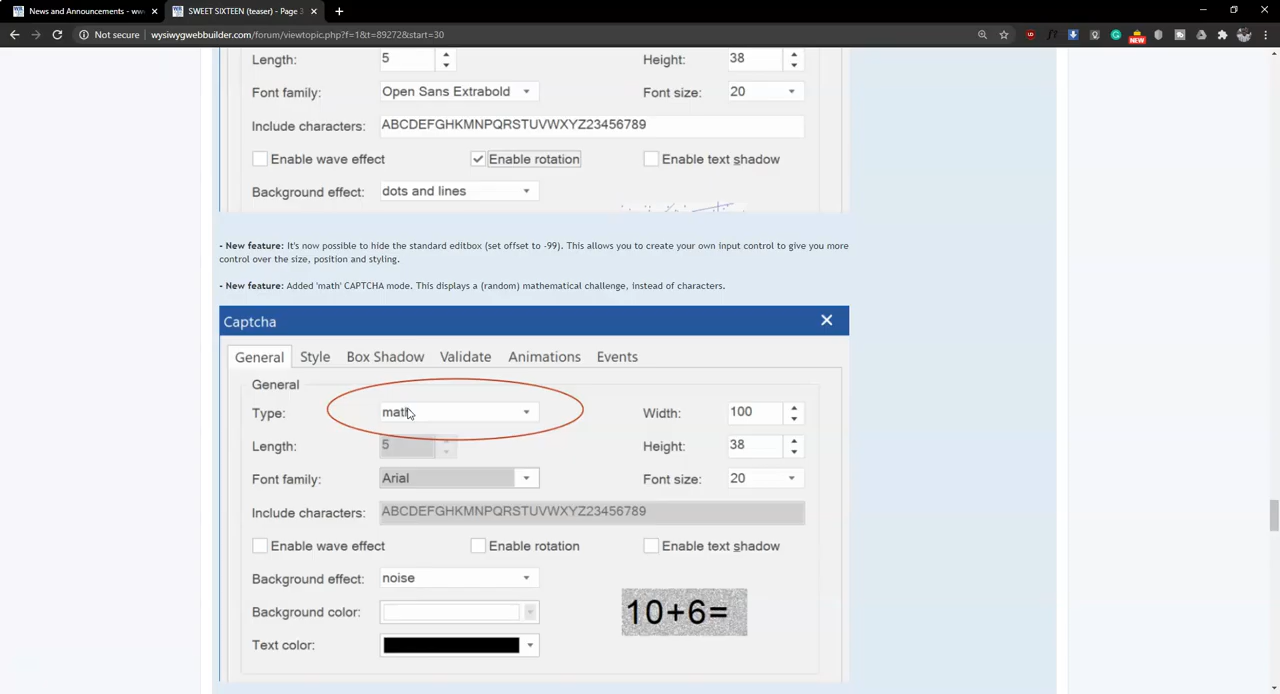 News and Announcements - www
SWEET SIXTEEN (teaser) - Page 3
Not secure
wysiwygwebbuilder.com/forum/viewtopic.php?f=1&t=89272&start=30
NEW
Length: 5 Height: 38
Font family: Open Sans Extrabold Font size: 20
Include characters: ABCDEFGHKMNPQRSTUVWXYZ23456789
Enable wave effect Enable rotation Enable text shadow
Background effect: dots and lines
- New feature: It's now possible to hide the standard editbox (set offset to -99). This allows you to create your own input control to give you more
control over the size, position and styling.
- New feature: Added 'math' CAPTCHA mode. This displays a (random) mathematical challenge, instead of characters.
Captcha
General Style Box Shadow Validate Animations Events
General
Type: math Width: 100
Length: 5 Height: 38
Font family: Arial Font size: 20
Include characters: ABCDEFGHKMNPQRSTUVWXYZ23456789
Enable wave effect Enable rotation Enable text shadow
Background effect: noise
Background color: 10+6=
Text color: